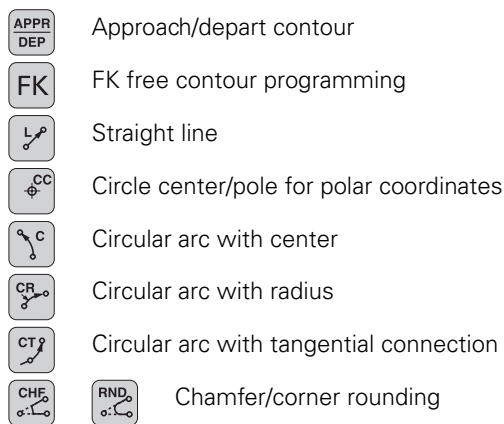 APPR
DEP Approach/depart contour
FK FK free contour programming
L Straight line
CC Circle center/pole for polar coordinates
C Circular arc with center
CR Circular arc with radius
CT Circular arc with tangential connection
CHF RND Chamfer/corner rounding